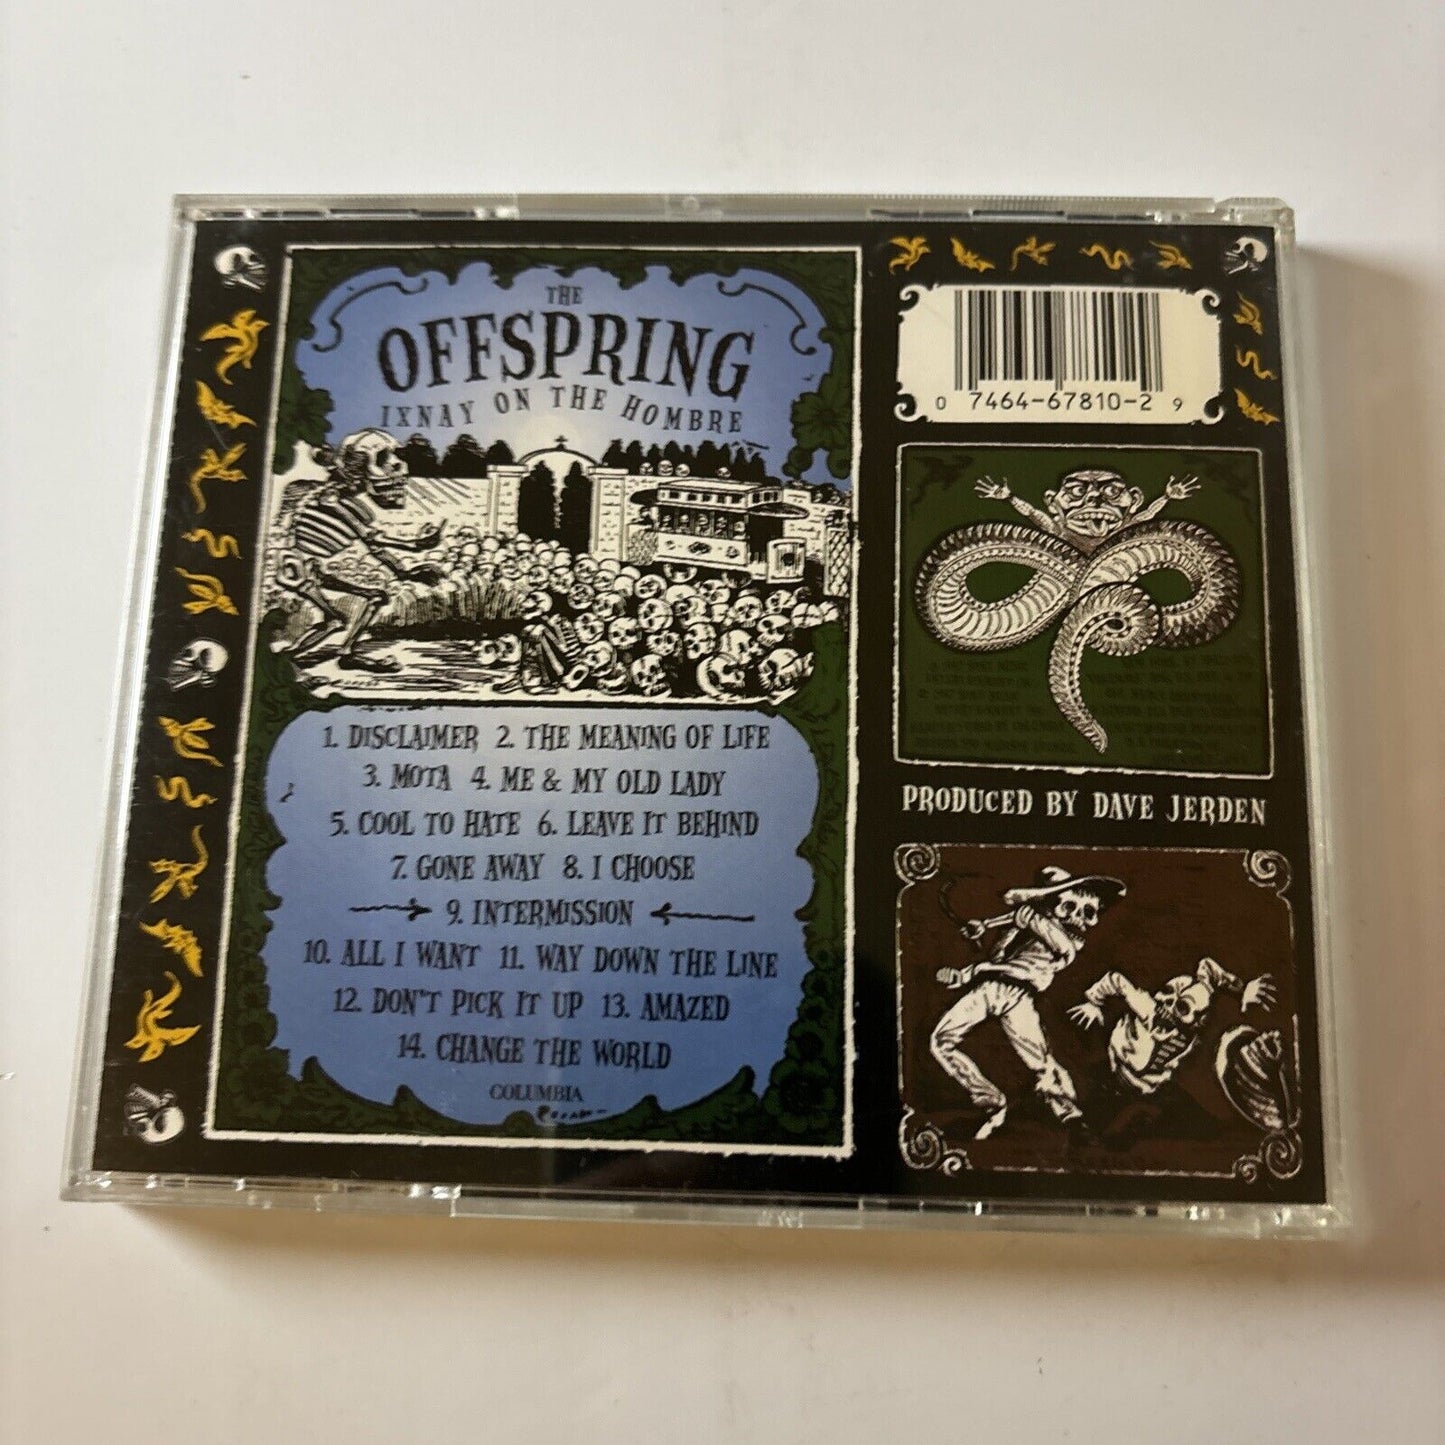 THE
OFFSPRING
IXNAY ON THE HOMBRE
1. DISCLAIMER 2. THE MEANING OF LIFE
3. MOTA 4. ME & MY OLD LADY
5. COOL TO HATE 6. LEAVE IT BEHIND
7. GONE AWAY 8. I CHOOSE
9. INTERMISSION
10. ALL I WANT 11. WAY DOWN THE LINE
12. DON'T PICK IT UP 13. AMAZED
14. CHANGE THE WORLD
COLUMBIA
0 7464-67810-2 9
PRODUCED BY DAVE JERDEN